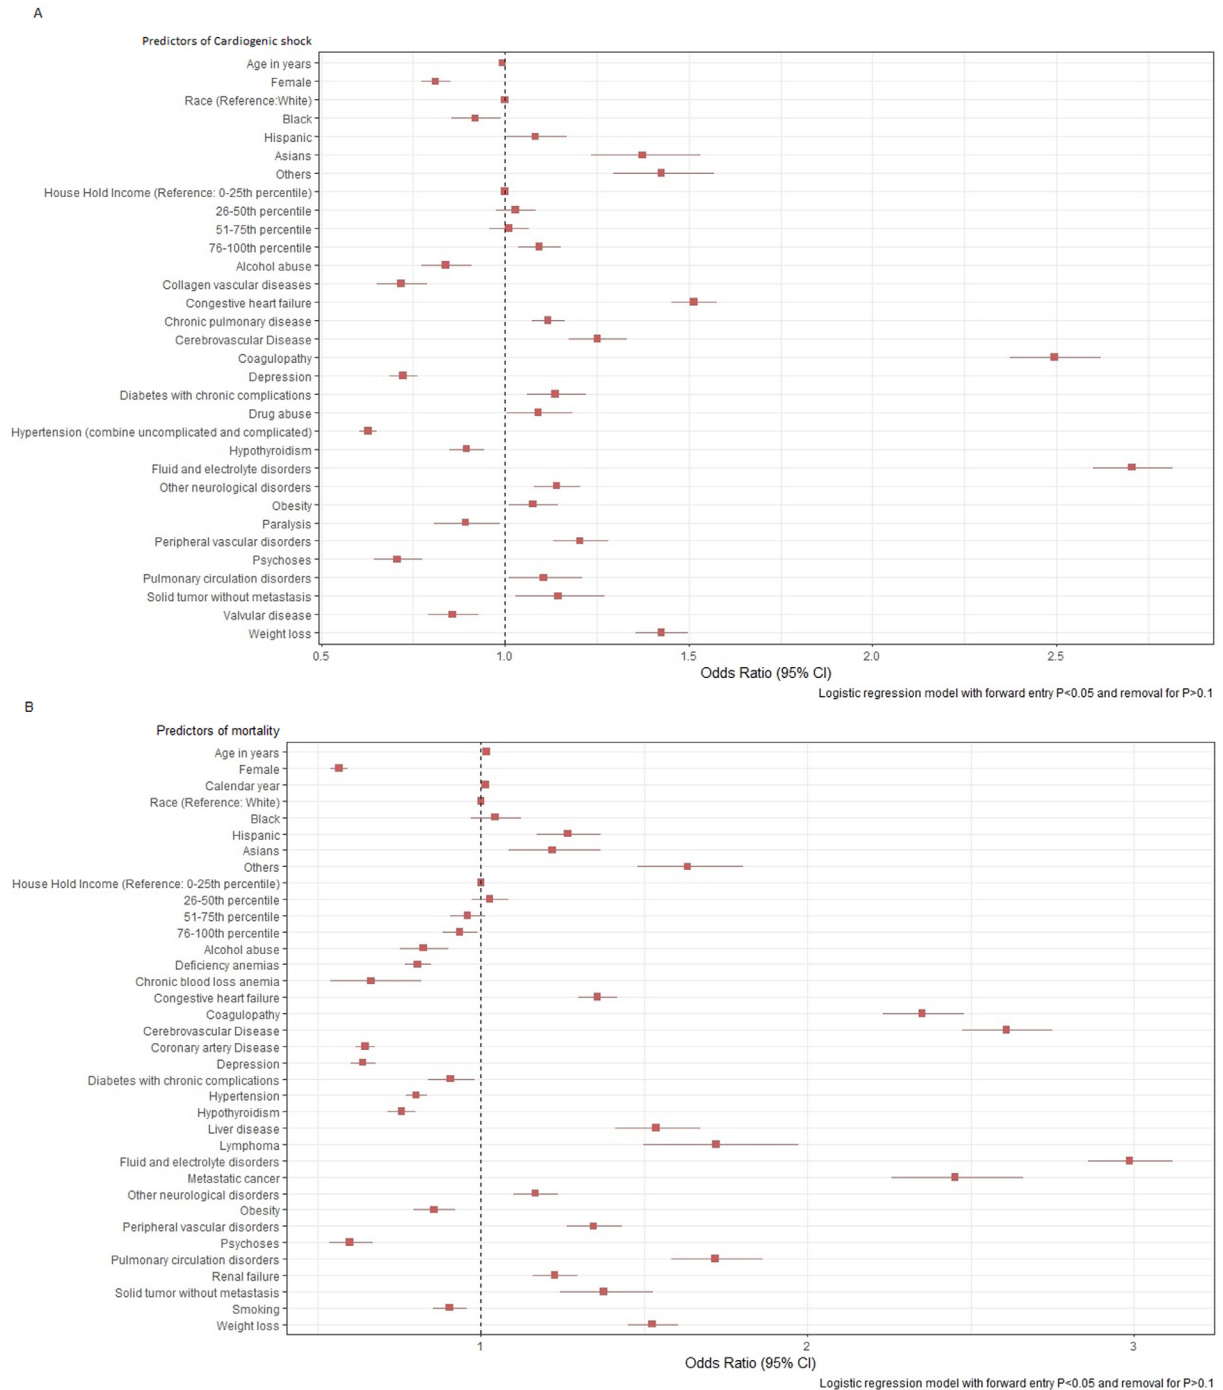 A
Predictors of Cardiogenic shock
Age in years
Female
Race (Reference:White)
Black
Hispanic
Asians
Others
House Hold Income (Reference: 0-25th percentile)
26-50th percentile
51-75th percentile
76-100th percentile
Alcohol abuse
Collagen vascular diseases
Congestive heart failure
Chronic pulmonary disease
Cerebrovascular Disease
Coagulopathy
Depression
Diabetes with chronic complications
Drug abuse
Hypertension (combine uncomplicated and complicated)
Hypothyroidism
Fluid and electrolyte disorders
Other neurological disorders
Obesity
Paralysis
Peripheral vascular disorders
Psychoses
Pulmonary circulation disorders
Solid tumor without metastasis
Valvular disease
Weight loss
0.5 1.0 1.5 2.0 2.5
Odds Ratio (95% CI)
Logistic regression model with forward entry P<0.05 and removal for P>0.1
B
Predictors of mortality
Age in years
Female
Calendar year
Race (Reference: White)
Black
Hispanic
Asians
Others
House Hold Income (Reference: 0-25th percentile)
26-50th percentile
51-75th percentile
76-100th percentile
Alcohol abuse
Deficiency anemias
Chronic blood loss anemia
Congestive heart failure
Coagulopathy
Cerebrovascular Disease
Coronary artery Disease
Depression
Diabetes with chronic complications
Hypertension
Hypothyroidism
Liver disease
Lymphoma
Fluid and electrolyte disorders
Metastatic cancer
Other neurological disorders
Obesity
Peripheral vascular disorders
Psychoses
Pulmonary circulation disorders
Renal failure
Solid tumor without metastasis
Smoking
Weight loss
1 2 3
Odds Ratio (95% CI)
Logistic regression model with forward entry P<0.05 and removal for P>0.1